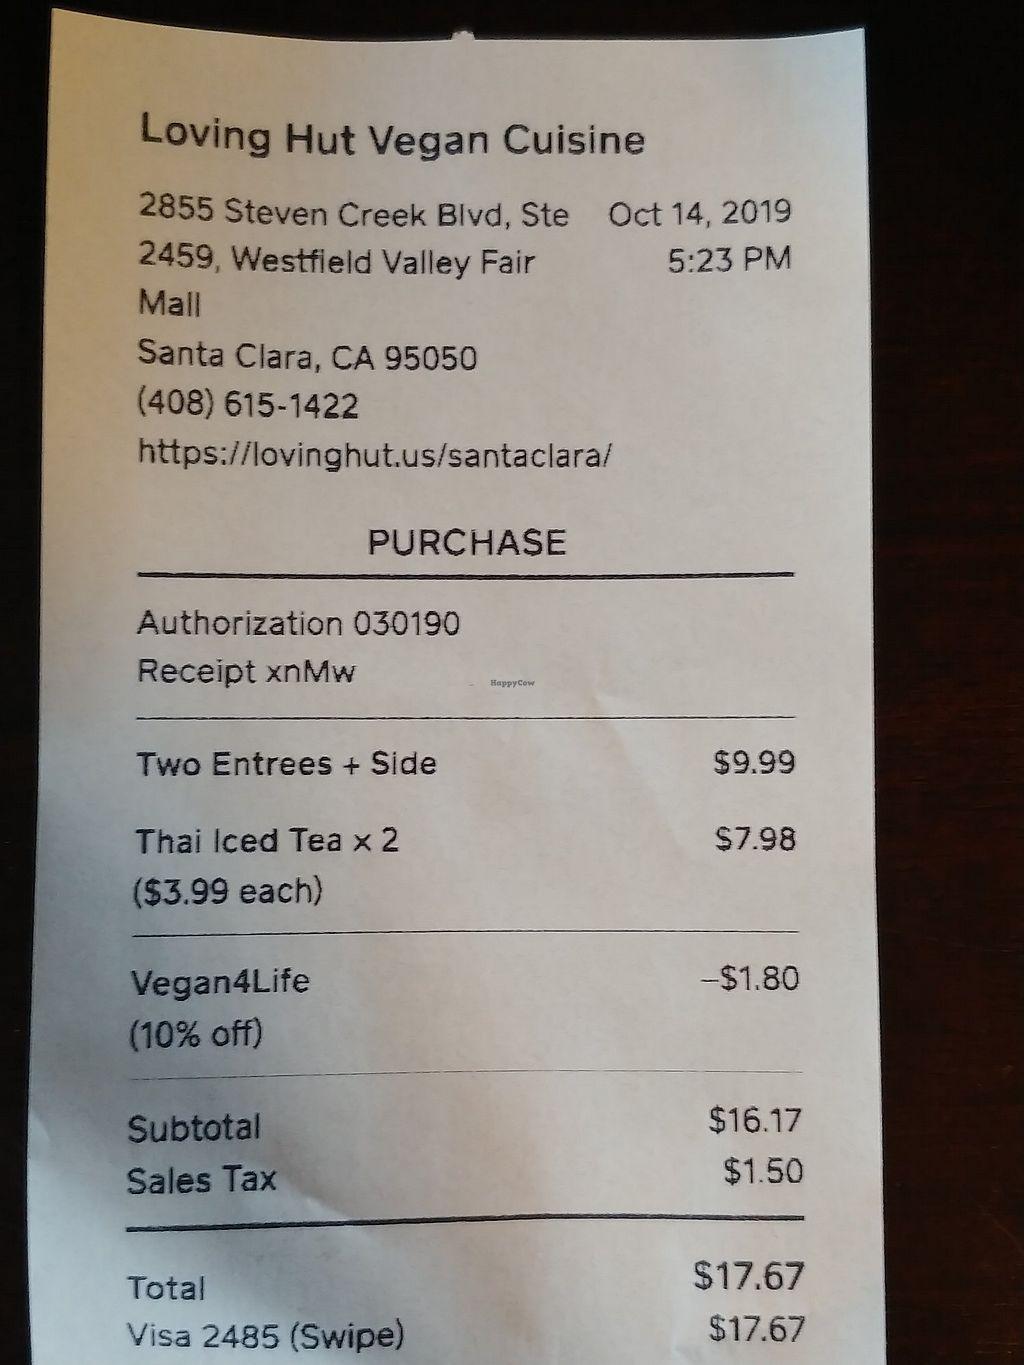 Loving Hut Vegan Cuisine
2855 Steven Creek Blvd, Ste Oct 14, 2019
2459, Westfield Valley Fair 5:23 PM
Mall
Santa Clara, CA 95050
(408) 615-1422
https://lovinghut.us/santaclara/
PURCHASE
Authorization 030190
Receipt xnMw
HappyCow
Two Entrees + Side $9.99
Thai Iced Tea x 2 $7.98
($3.99 each)
Vegan4Life -$1.80
(10% off)
Subtotal $16.17
Sales Tax $1.50
Total $17.67
Visa 2485 (Swipe) $17.67